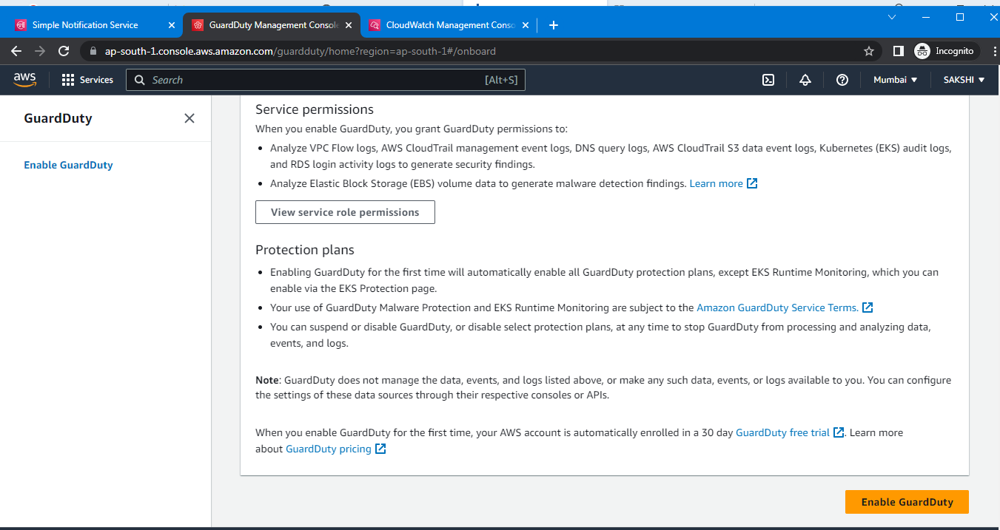 Simple Notification Service
GuardDuty Management Console
CloudWatch Management Conso
ap-south-1.console.aws.amazon.com/guardduty/home?region=ap-south-1#/onboard
Incognito
aws
Services
Search
[Alt+S]
Mumbai
SAKSHI
GuardDuty
Enable GuardDuty
Service permissions
When you enable GuardDuty, you grant GuardDuty permissions to:
• Analyze VPC Flow logs, AWS CloudTrail management event logs, DNS query logs, AWS CloudTrail S3 data event logs, Kubernetes (EKS) audit logs,
and RDS login activity logs to generate security findings.
• Analyze Elastic Block Storage (EBS) volume data to generate malware detection findings. Learn more
View service role permissions
Protection plans
• Enabling GuardDuty for the first time will automatically enable all GuardDuty protection plans, except EKS Runtime Monitoring, which you can
enable via the EKS Protection page.
• Your use of GuardDuty Malware Protection and EKS Runtime Monitoring are subject to the Amazon GuardDuty Service Terms.
• You can suspend or disable GuardDuty, or disable select protection plans, at any time to stop GuardDuty from processing and analyzing data,
events, and logs.
Note: GuardDuty does not manage the data, events, and logs listed above, or make any such data, events, or logs available to you. You can configure
the settings of these data sources through their respective consoles or APIs.
When you enable GuardDuty for the first time, your AWS account is automatically enrolled in a 30 day GuardDuty free trial. Learn more
about GuardDuty pricing
Enable GuardDuty